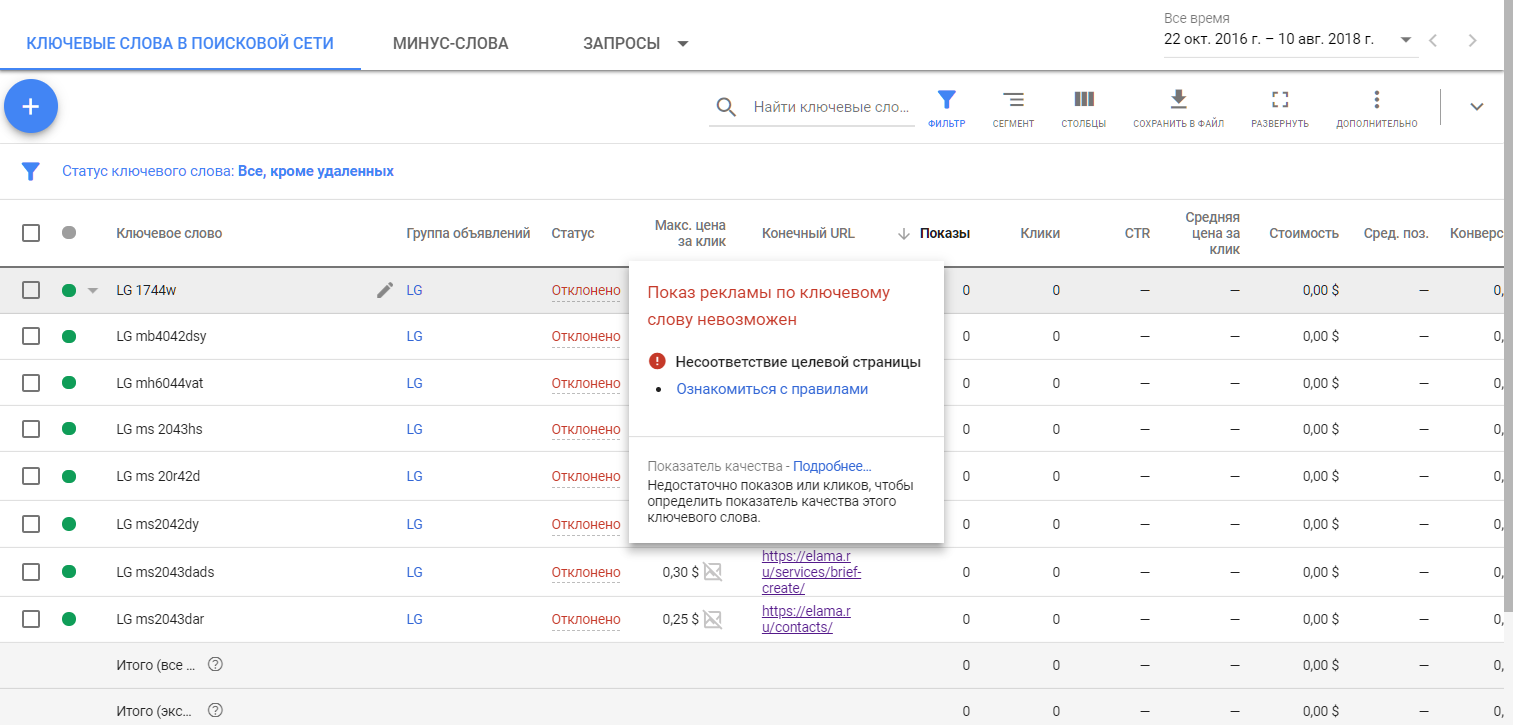 Все время
КЛЮЧЕВЫЕ СЛОВА В ПОИСКОВОЙ СЕТИ МИНУС-СЛОВА ЗАПРОСЫ 22 окт. 2016 г. – 10 авг. 2018 г.
Найти ключевые сло...
ФИЛЬТР СЕГМЕНТ СТОЛБЦЫ СОХРАНИТЬ В ФАЙЛ РАЗВЕРНУТЬ ДОПОЛНИТЕЛЬНО
Статус ключевого слова: Все, кроме удаленных
Ключевое слово Группа объявлений Статус Макс. цена за клик Конечный URL Показы Клики CTR Средняя цена за клик Стоимость Сред. поз. Конверс
LG 1744w LG Отклонено 0 0 — — 0,00 $ — 0,
LG mb4042dsy LG Отклонено 0 0 — — 0,00 $ — 0,
LG mh6044vat LG Отклонено 0 0 — — 0,00 $ — 0,
LG ms 2043hs LG Отклонено 0 0 — — 0,00 $ — 0,
LG ms 20r42d LG Отклонено 0 0 — — 0,00 $ — 0,
LG ms2042dy LG Отклонено 0 0 — — 0,00 $ — 0,
Показ рекламы по ключевому
слову невозможен
Несоответствие целевой страницы
Ознакомиться с правилами
Показатель качества - Подробнее...
Недостаточно показов или кликов, чтобы
определить показатель качества этого
ключевого слова.
LG ms2043dads LG Отклонено 0,30 $ https://elama.ru/services/brief-create/ 0 0 — — 0,00 $ — 0,
LG ms2043dar LG Отклонено 0,25 $ https://elama.ru/contacts/ 0 0 — — 0,00 $ — 0,
Итого (все ... 0 0 — — 0,00 $ — 0,
Итого (экс... 0 0 — — 0,00 $ — 0,